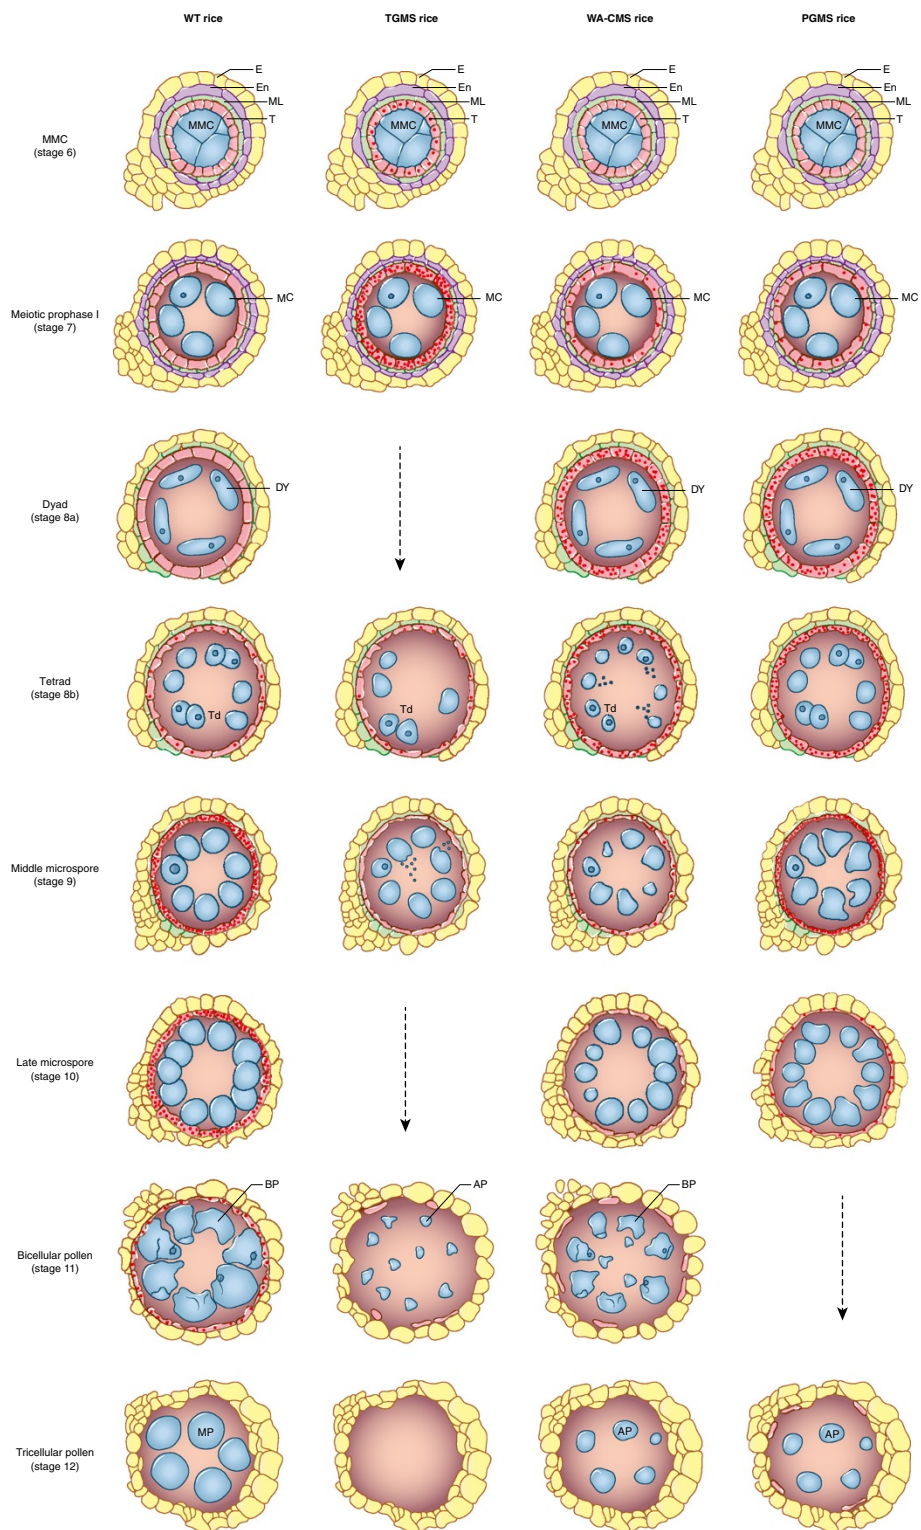 WT rice
TGMS rice
WA-CMS rice
PGMS rice
MMC
(stage 6)
MMC
E
En
ML
T
MMC
E
En
ML
T
MMC
E
En
ML
T
MMC
E
En
ML
T
Meiotic prophase I
(stage 7)
MC
MC
MC
MC
Dyad
(stage 8a)
DY
DY
DY
Tetrad
(stage 8b)
Td
Td
Td
Middle microspore
(stage 9)
Late microspore
(stage 10)
Bicellular pollen
(stage 11)
BP
AP
BP
Tricellular pollen
(stage 12)
MP
AP
AP